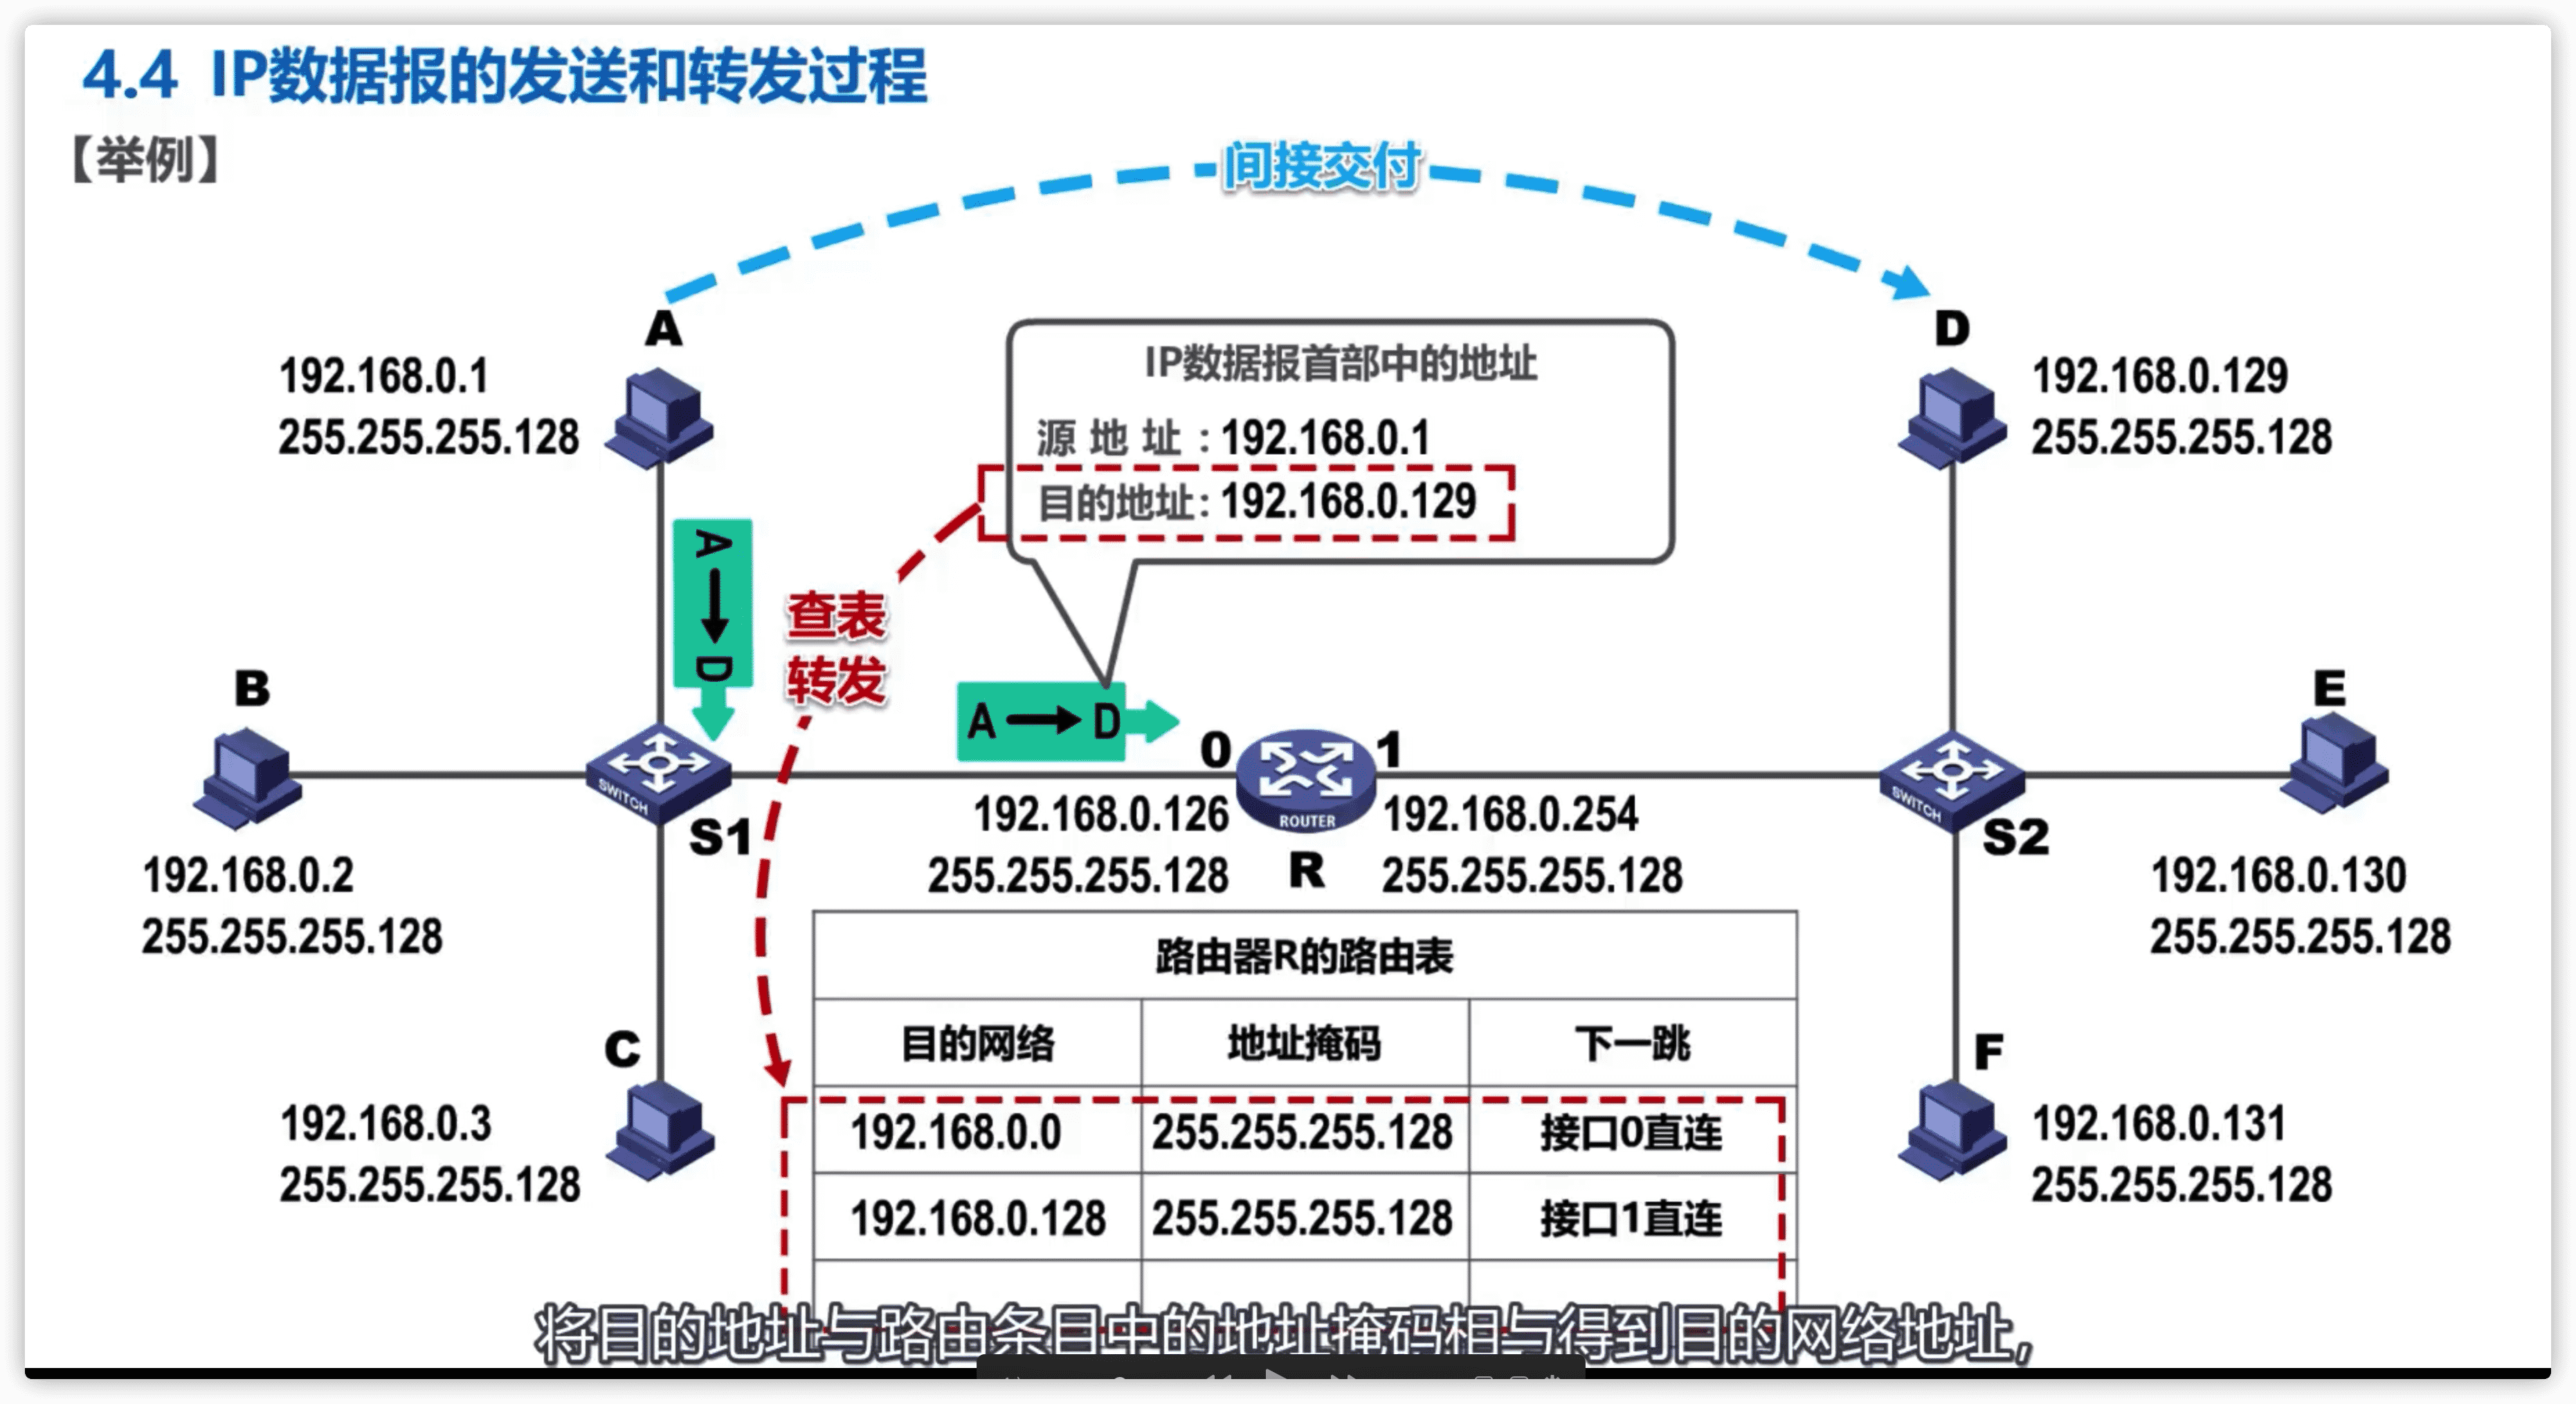 4.4 IP数据报的发送和转发过程
【举例】
间接交付
A
192.168.0.1
255.255.255.128
IP数据报首部中的地址
源 地 址 : 192.168.0.1
目的地址: 192.168.0.129
D
192.168.0.129
255.255.255.128
A→D
查表
转发
A→D
B
192.168.0.2
255.255.255.128
SWITCH
S1
0
1
ROUTER
R
192.168.0.126
255.255.255.128
192.168.0.254
255.255.255.128
SWITCH
S2
E
192.168.0.130
255.255.255.128
C
192.168.0.3
255.255.255.128
F
192.168.0.131
255.255.255.128
路由器R的路由表
目的网络 地址掩码 下一跳
192.168.0.0 255.255.255.128 接口0直连
192.168.0.128 255.255.255.128 接口1直连
将目的地址与路由条目中的地址掩码相与得到目的网络地址,